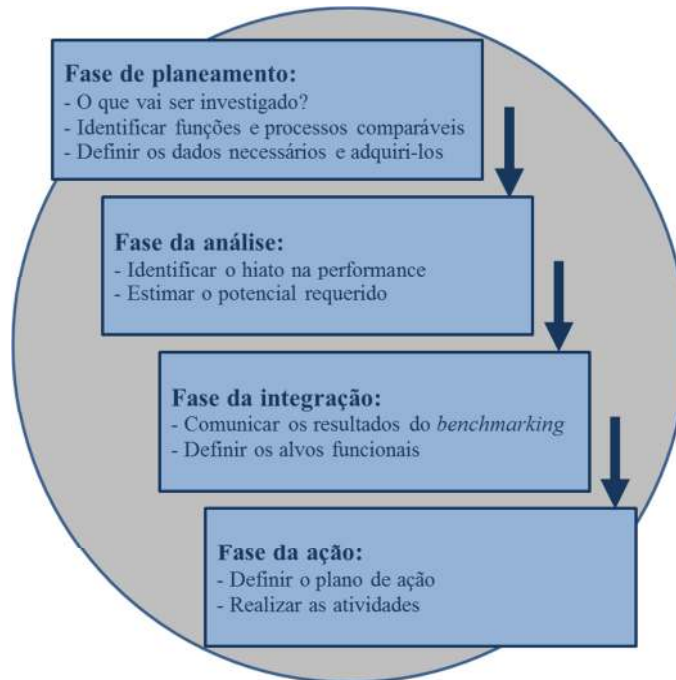 Fase de planeamento:
- O que vai ser investigado?
- Identificar funções e processos comparáveis
- Definir os dados necessários e adquiri-los
Fase da análise:
- Identificar o hiato na performance
- Estimar o potencial requerido
Fase da integração:
- Comunicar os resultados do benchmarking
- Definir os alvos funcionais
Fase da ação:
- Definir o plano de ação
- Realizar as atividades